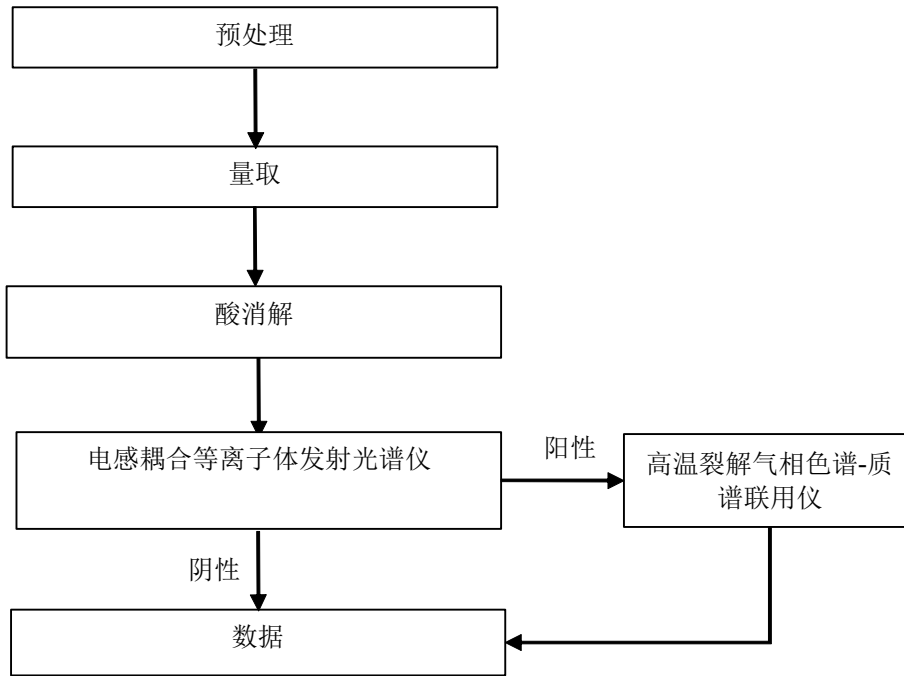 预处理
量取
酸消解
电感耦合等离子体发射光谱仪
阳性
高温裂解气相色谱-质
谱联用仪
阴性
数据